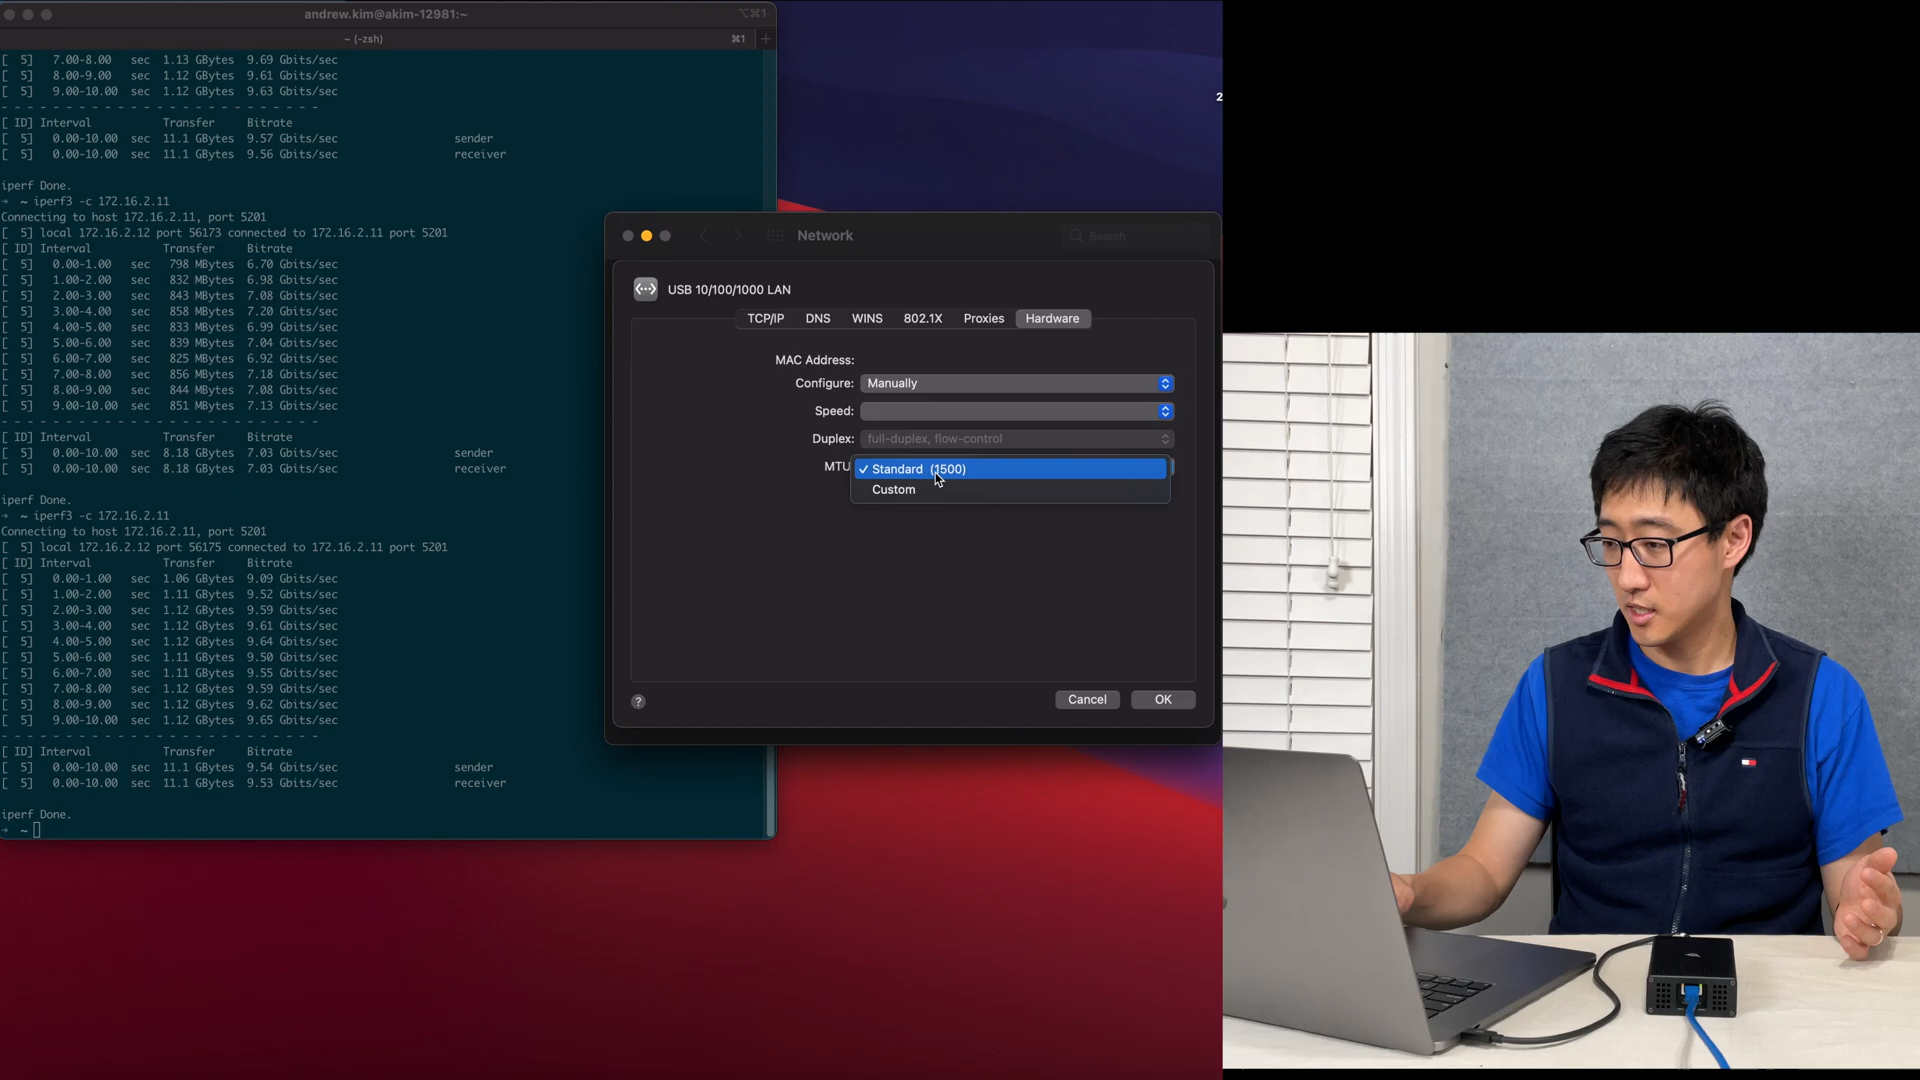 andrew.kim@akim-12981:~
⌥⌘1
~ (-zsh)
⌘1
+
[  5]   7.00-8.00   sec  1.13 GBytes  9.69 Gbits/sec
[  5]   8.00-9.00   sec  1.12 GBytes  9.61 Gbits/sec
[  5]   9.00-10.00  sec  1.12 GBytes  9.63 Gbits/sec
- - - - - - - - - - - - - - - - - - - - - - - - -
[ ID] Interval           Transfer     Bitrate
[  5]   0.00-10.00  sec  11.1 GBytes  9.57 Gbits/sec                  sender
[  5]   0.00-10.00  sec  11.1 GBytes  9.56 Gbits/sec                  receiver
iperf Done.
→  ~ iperf3 -c 172.16.2.11
Connecting to host 172.16.2.11, port 5201
[  5] local 172.16.2.12 port 56173 connected to 172.16.2.11 port 5201
[ ID] Interval           Transfer     Bitrate
[  5]   0.00-1.00   sec   798 MBytes  6.70 Gbits/sec
[  5]   1.00-2.00   sec   832 MBytes  6.98 Gbits/sec
[  5]   2.00-3.00   sec   843 MBytes  7.08 Gbits/sec
[  5]   3.00-4.00   sec   858 MBytes  7.20 Gbits/sec
[  5]   4.00-5.00   sec   833 MBytes  6.99 Gbits/sec
[  5]   5.00-6.00   sec   839 MBytes  7.04 Gbits/sec
[  5]   6.00-7.00   sec   825 MBytes  6.92 Gbits/sec
[  5]   7.00-8.00   sec   856 MBytes  7.18 Gbits/sec
[  5]   8.00-9.00   sec   844 MBytes  7.08 Gbits/sec
[  5]   9.00-10.00  sec   851 MBytes  7.13 Gbits/sec
- - - - - - - - - - - - - - - - - - - - - - - - -
[ ID] Interval           Transfer     Bitrate
[  5]   0.00-10.00  sec  8.18 GBytes  7.03 Gbits/sec                  sender
[  5]   0.00-10.00  sec  8.18 GBytes  7.03 Gbits/sec                  receiver
iperf Done.
→  ~ iperf3 -c 172.16.2.11
Connecting to host 172.16.2.11, port 5201
[  5] local 172.16.2.12 port 56175 connected to 172.16.2.11 port 5201
[ ID] Interval           Transfer     Bitrate
[  5]   0.00-1.00   sec  1.06 GBytes  9.09 Gbits/sec
[  5]   1.00-2.00   sec  1.11 GBytes  9.52 Gbits/sec
[  5]   2.00-3.00   sec  1.12 GBytes  9.59 Gbits/sec
[  5]   3.00-4.00   sec  1.12 GBytes  9.61 Gbits/sec
[  5]   4.00-5.00   sec  1.12 GBytes  9.64 Gbits/sec
[  5]   5.00-6.00   sec  1.11 GBytes  9.50 Gbits/sec
[  5]   6.00-7.00   sec  1.11 GBytes  9.55 Gbits/sec
[  5]   7.00-8.00   sec  1.12 GBytes  9.59 Gbits/sec
[  5]   8.00-9.00   sec  1.12 GBytes  9.62 Gbits/sec
[  5]   9.00-10.00  sec  1.12 GBytes  9.65 Gbits/sec
- - - - - - - - - - - - - - - - - - - - - - - - -
[ ID] Interval           Transfer     Bitrate
[  5]   0.00-10.00  sec  11.1 GBytes  9.54 Gbits/sec                  sender
[  5]   0.00-10.00  sec  11.1 GBytes  9.53 Gbits/sec                  receiver
iperf Done.
→  ~
2
Network
Search
USB 10/100/1000 LAN
TCP/IP DNS WINS 802.1X Proxies Hardware
MAC Address:
Configure: Manually
Speed:
Duplex: full-duplex, flow-control
MTU
✓ Standard (1500)
Custom
?
Cancel OK